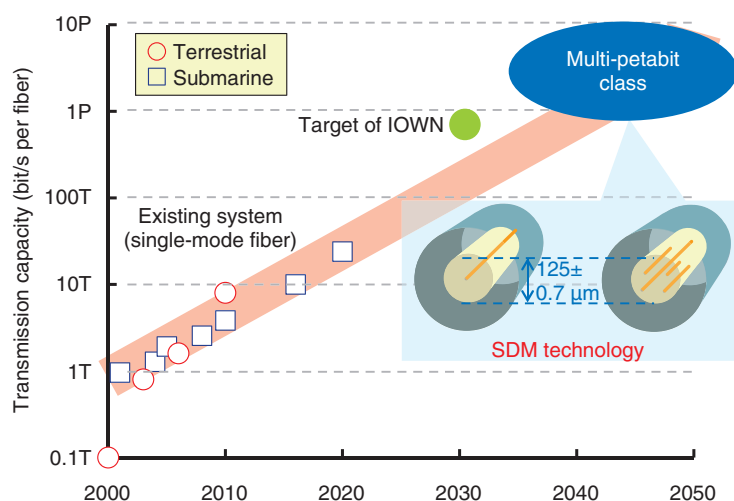 Transmission capacity (bit/s per fiber)
10P
1P
100T
10T
1T
0.1T
Terrestrial
Submarine
Multi-petabit
class
Target of IOWN
Existing system
(single-mode fiber)
125±
0.7 µm
SDM technology
2000
2010
2020
2030
2040
2050